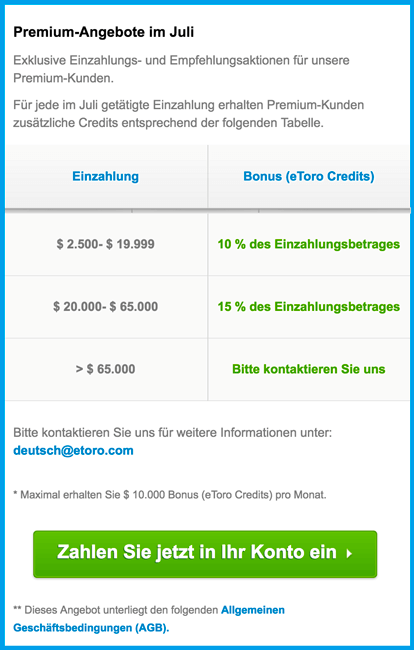 Premium-Angebote im Juli
Exklusive Einzahlungs- und Empfehlungsaktionen für unsere
Premium-Kunden.
Für jede im Juli getätigte Einzahlung erhalten Premium-Kunden
zusätzliche Credits entsprechend der folgenden Tabelle.
Einzahlung Bonus (eToro Credits)
$ 2.500- $ 19.999 10 % des Einzahlungsbetrages
$ 20.000- $ 65.000 15 % des Einzahlungsbetrages
> $ 65.000 Bitte kontaktieren Sie uns
Bitte kontaktieren Sie uns für weitere Informationen unter:
deutsch@etoro.com
* Maximal erhalten Sie $ 10.000 Bonus (eToro Credits) pro Monat.
Zahlen Sie jetzt in Ihr Konto ein
** Dieses Angebot unterliegt den folgenden Allgemeinen
Geschäftsbedingungen (AGB).